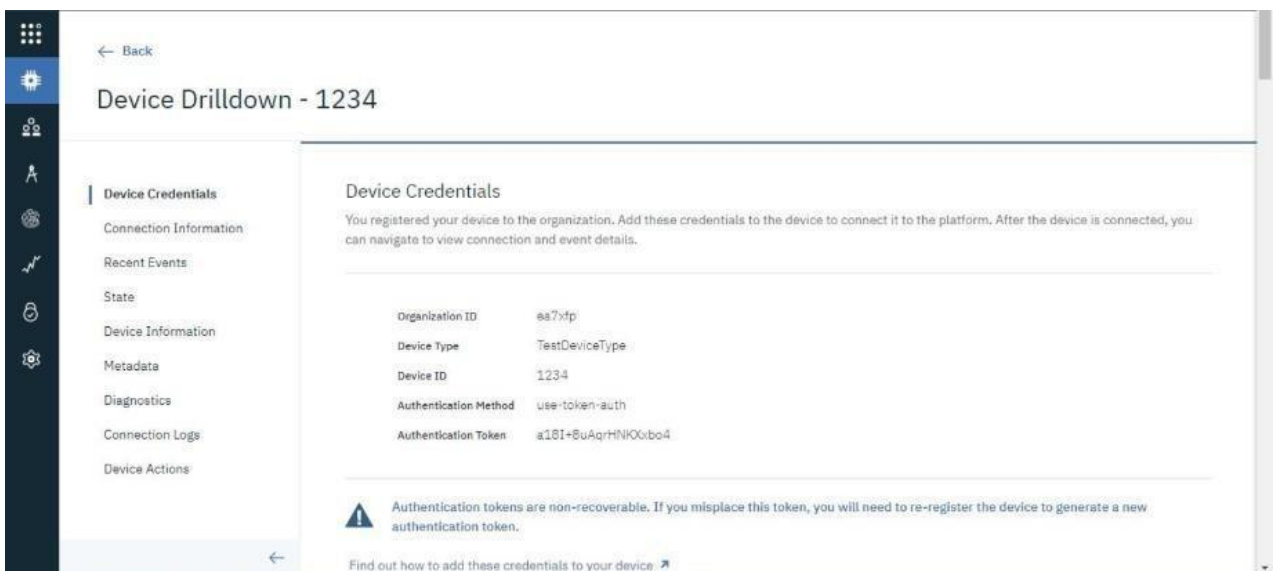 ← Back
Device Drilldown - 1234
Device Credentials
Connection Information
Recent Events
State
Device Information
Metadata
Diagnostics
Connection Logs
Device Actions
←
Device Credentials
You registered your device to the organization. Add these credentials to the device to connect it to the platform. After the device is connected, you
can navigate to view connection and event details.
Organization ID ea7xfp
Device Type TestDeviceType
Device ID 1234
Authentication Method use-token-auth
Authentication Token
Authentication tokens are non-recoverable. If you misplace this token, you will need to re-register the device to generate a new
authentication token.
Find out how to add these credentials to your device